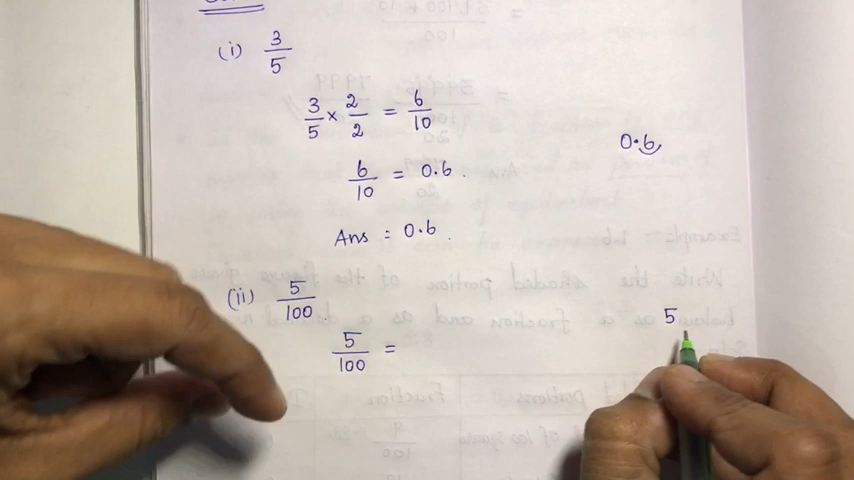 (i) 3/5
3/5 × 2/2 = 6/10
0.6
6/10 = 0.6.
Ans = 0.6.
(ii) 5/100
5
5/100 =